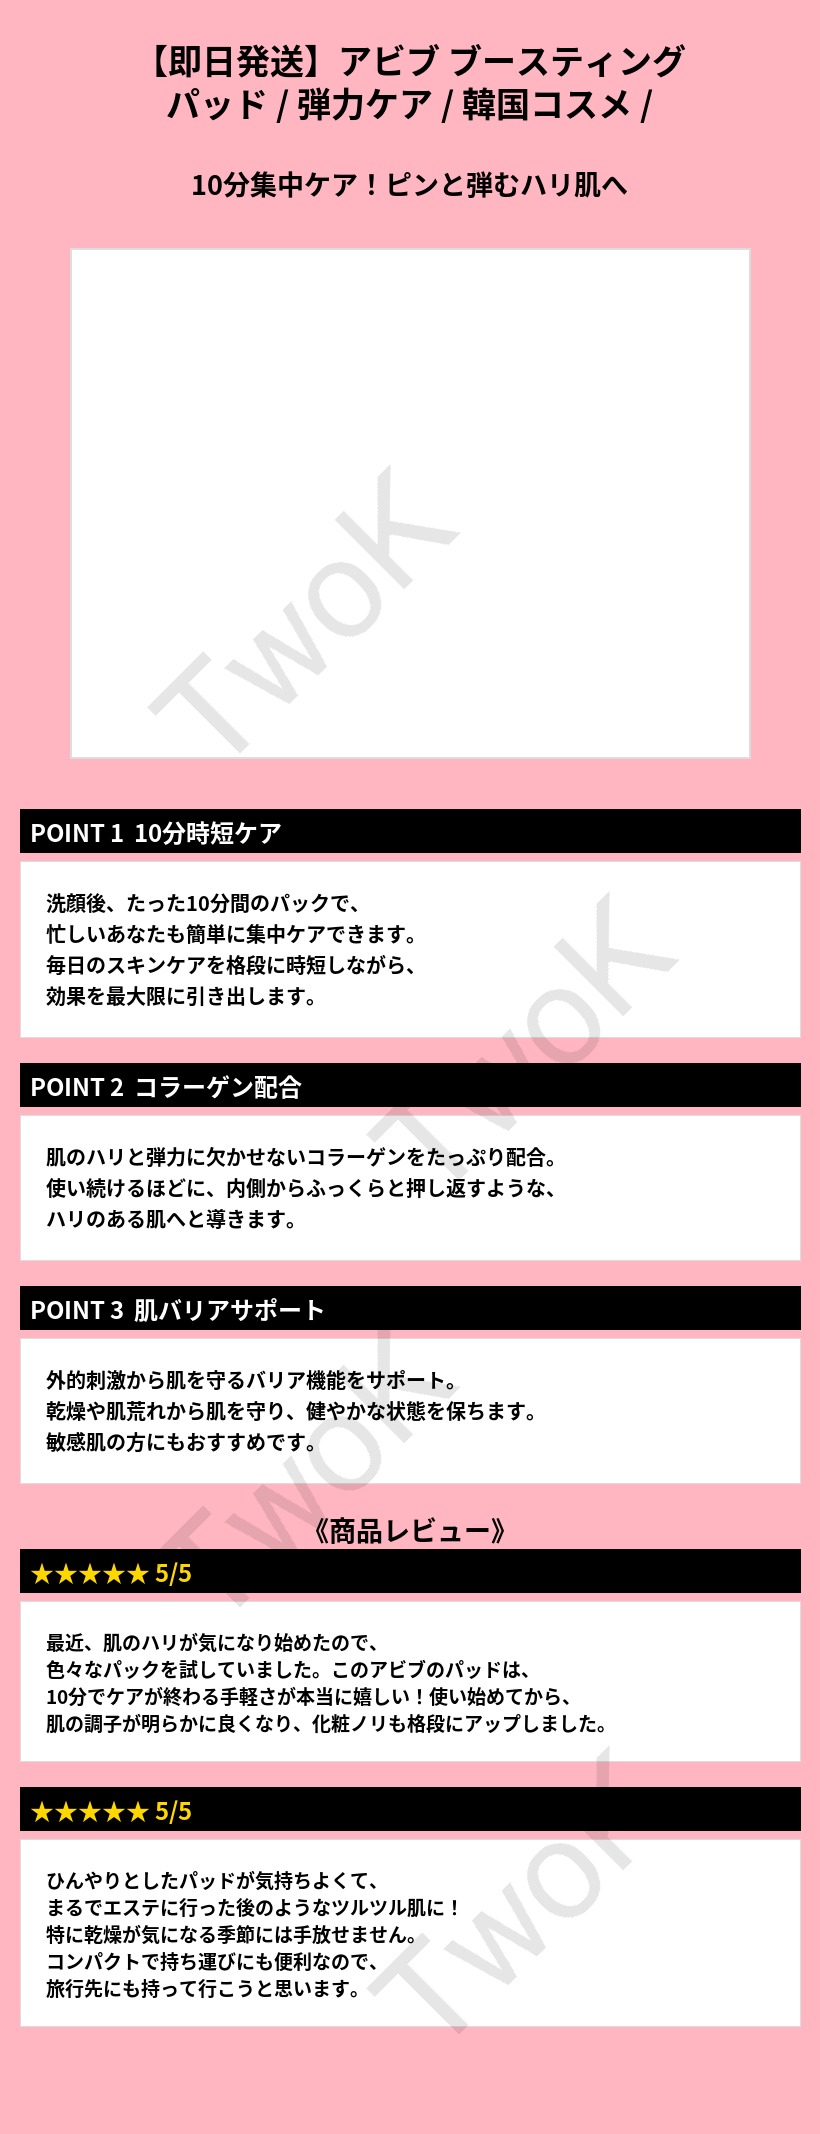 【即日発送】アビブ ブースティング
パッド / 弾力ケア / 韓国コスメ /
10分集中ケア！ピンと弾むハリ肌へ
TwoK
POINT 1 10分時短ケア
洗顔後、たった10分間のパックで、
忙しいあなたも簡単に集中ケアできます。
毎日のスキンケアを格段に時短しながら、
効果を最大限に引き出します。
TwoK
POINT 2 コラーゲン配合
肌のハリと弾力に欠かせないコラーゲンをたっぷり配合。
使い続けるほどに、内側からふっくらと押し返すような、
ハリのある肌へと導きます。
POINT 3 肌バリアサポート
外的刺激から肌を守るバリア機能をサポート。
乾燥や肌荒れから肌を守り、健やかな状態を保ちます。
敏感肌の方にもおすすめです。
TwoK
《商品レビュー》
★★★★★ 5/5
最近、肌のハリが気になり始めたので、
色々なパックを試していました。このアビブのパッドは、
10分でケアが終わる手軽さが本当に嬉しい！使い始めてから、
肌の調子が明らかに良くなり、化粧ノリも格段にアップしました。
★★★★★ 5/5
ひんやりとしたパッドが気持ちよくて、
まるでエステに行った後のようなツルツル肌に！
特に乾燥が気になる季節には手放せません。
コンパクトで持ち運びにも便利なので、
旅行先にも持って行こうと思います。
TwoK